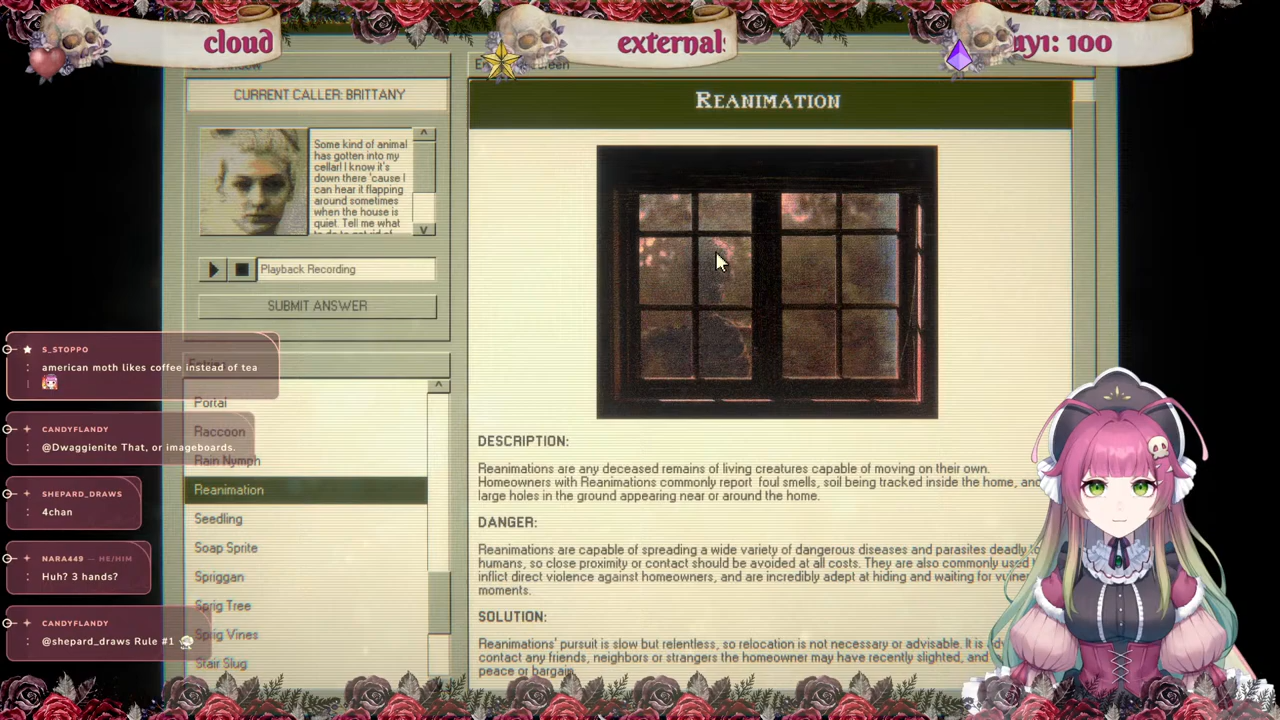 cloud
external:
ay1: 100
CURRENT CALLER: BRITTANY
Some kind of animal
has gotten into my
cellar! I know it's
down there 'cause I
can hear it flapping
around sometimes
when the house is
quiet. Tell me what
Playback Recording
SUBMIT ANSWER
Portal
Raccoon
Rain Nymph
Reanimation
Seedling
Soap Sprite
Spriggan
Sprig Tree
Sprig Vines
Stair Slug
REANIMATION
DESCRIPTION:
Reanimations are any deceased remains of living creatures capable of moving on their own.
Homeowners with Reanimations commonly report foul smells, soil being tracked inside the home, and
large holes in the ground appearing near or around the home.
DANGER:
Reanimations are capable of spreading a wide variety of dangerous diseases and parasites deadly
humans, so close proximity or contact should be avoided at all costs. They are also commonly used
inflict direct violence against homeowners, and are incredibly adept at hiding and waiting for
moments.
SOLUTION:
Reanimations' pursuit is slow but relentless, so relocation is not necessary or advisable. It is
contact any friends, neighbors or strangers the homeowner may have recently slighted, and
peace or bargain.
5_STOPPO
american moth likes coffee instead of tea
CANDYFLANDY
@Dwaggienite That, or imageboards.
SHEPARD_DRAWS
4chan
NARA449 — HE/HIM
Huh? 3 hands?
CANDYFLANDY
@shepard_draws Rule #1